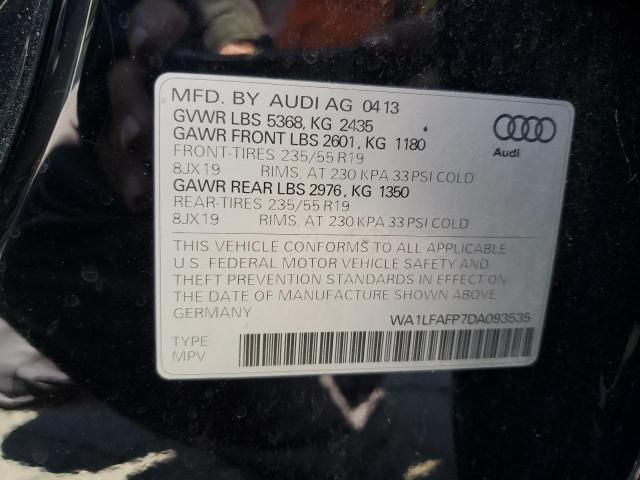 MFD. BY AUDI AG 04 13
GVWR LBS 5368, KG 2435
GAWR FRONT LBS 2601, KG 1180
FRONT-TIRES 235/55 R19
8JX19 RIMS, AT 230 KPA 33 PSI COLD
GAWR REAR LBS 2976, KG 1350
REAR-TIRES 235/55 R19
8JX19 RIMS, AT 230 KPA 33 PSI COLD
Audi
THIS VEHICLE CONFORMS TO ALL APPLICABLE
U.S. FEDERAL MOTOR VEHICLE SAFETY AND
THEFT PREVENTION STANDARDS IN EFFECT ON
THE DATE OF MANUFACTURE SHOWN ABOVE
GERMANY
WA1LFAFP7DA093535
TYPE
MPV